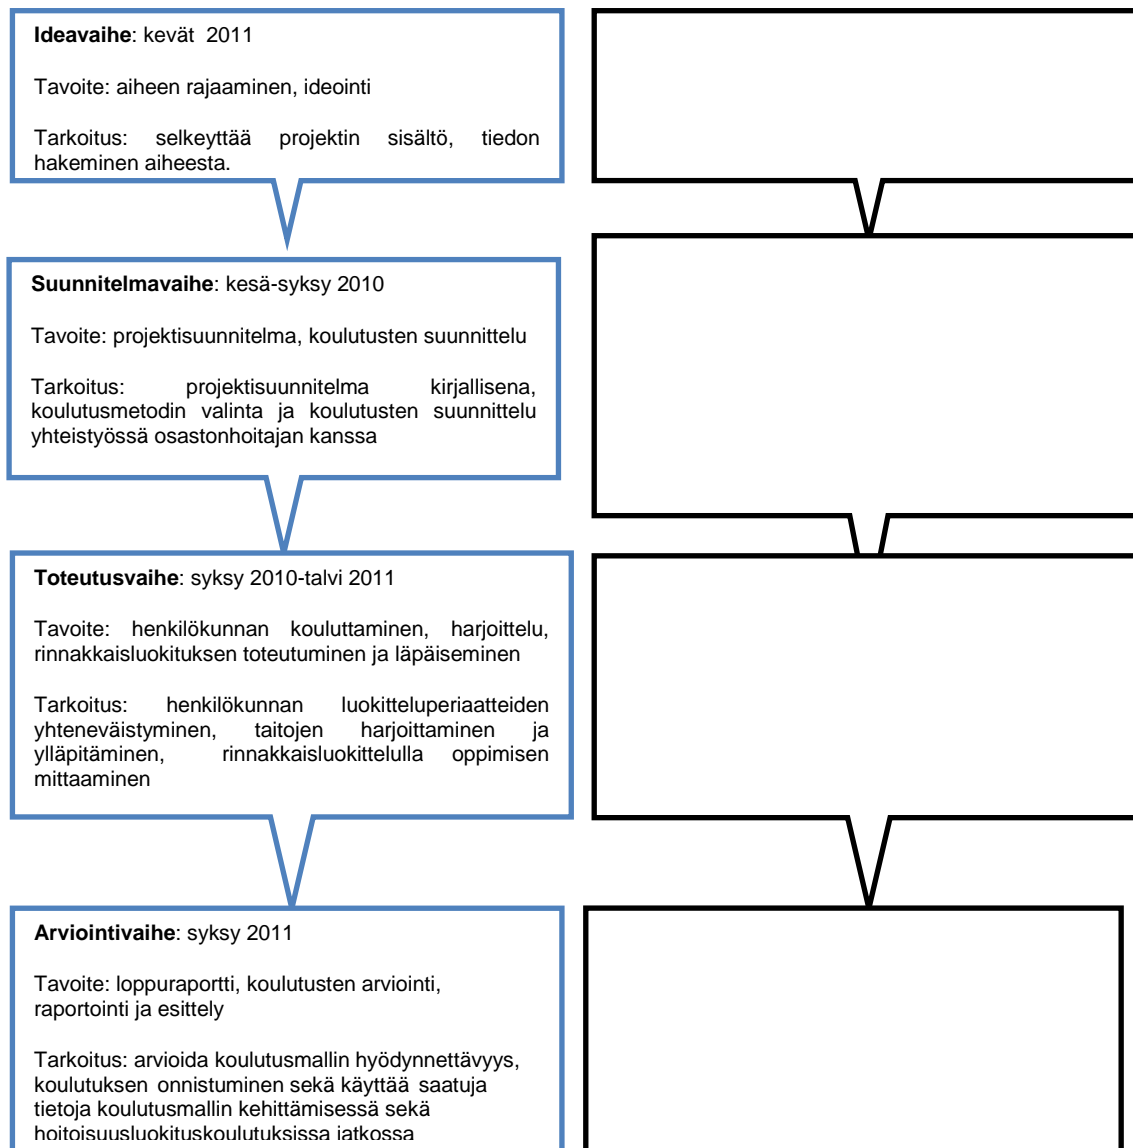 Ideavaihe: kevät 2011
Tavoite: aiheen rajaaminen, ideointi
Tarkoitus: selkeyttää projektin sisältö, tiedon
hakeminen aiheesta.
Suunnitelmavaihe: kesä-syksy 2010
Tavoite: projektisuunnitelma, koulutusten suunnittelu
Tarkoitus: projektisuunnitelma kirjallisena,
koulutusmetodin valinta ja koulutusten suunnittelu
yhteistyössä osastonhoitajan kanssa
Toteutusvaihe: syksy 2010-talvi 2011
Tavoite: henkilökunnan kouluttaminen, harjoittelu,
rinnakkaisluokituksen toteutuminen ja läpäiseminen
Tarkoitus: henkilökunnan luokitteluperiaatteiden
yhteneväistyminen, taitojen harjoittaminen ja
ylläpitäminen, rinnakkaisluokittelulla oppimisen
mittaaminen
Arviointivaihe: syksy 2011
Tavoite: loppuraportti, koulutusten arviointi,
raportointi ja esittely
Tarkoitus: arvioida koulutusmallin hyödynnettävyys,
koulutuksen onnistuminen sekä käyttää saatuja
tietoja koulutusmallin kehittämisessä sekä
hoitoisuusluokituskoulutuksissa jatkossa